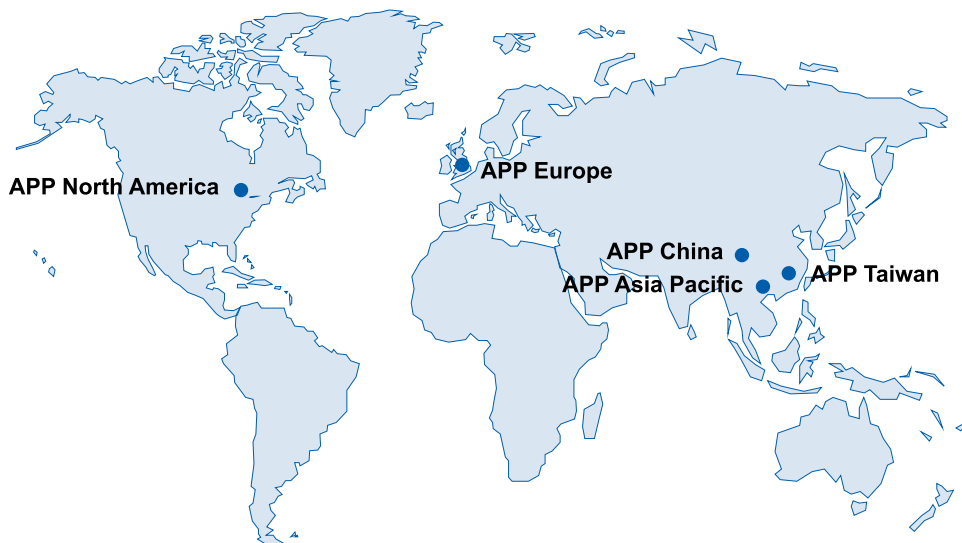 APP North America
APP Europe
APP China
APP Asia Pacific
APP Taiwan